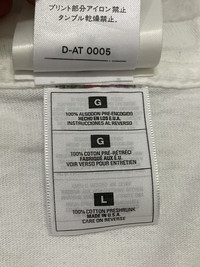 プリント部分アイロン禁止
タンブル乾燥禁止!
D-AT 0005
G
100% ALGODON PRE-ENCOGIDO
HECHO EN LOS E.U.A.
INSTRUCCIONES AL REVERSO
G
100% COTON PRÉ-RÉTRÉCI
FABRIQUÉ AUX É.U.
VOIR VERSO POUR ENTRETIEN
L
100% COTTON PRESHRUNK
MADE IN U.S.A.
CARE ON REVERSE